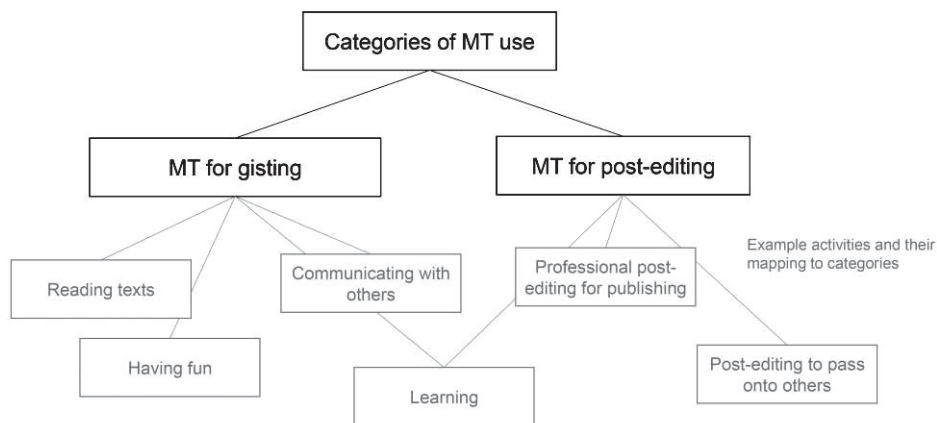 Categories of MT use
MT for gisting
MT for post-editing
Example activities and their
mapping to categories
Reading texts
Communicating with
others
Professional post-
editing for publishing
Having fun
Learning
Post-editing to pass
onto others